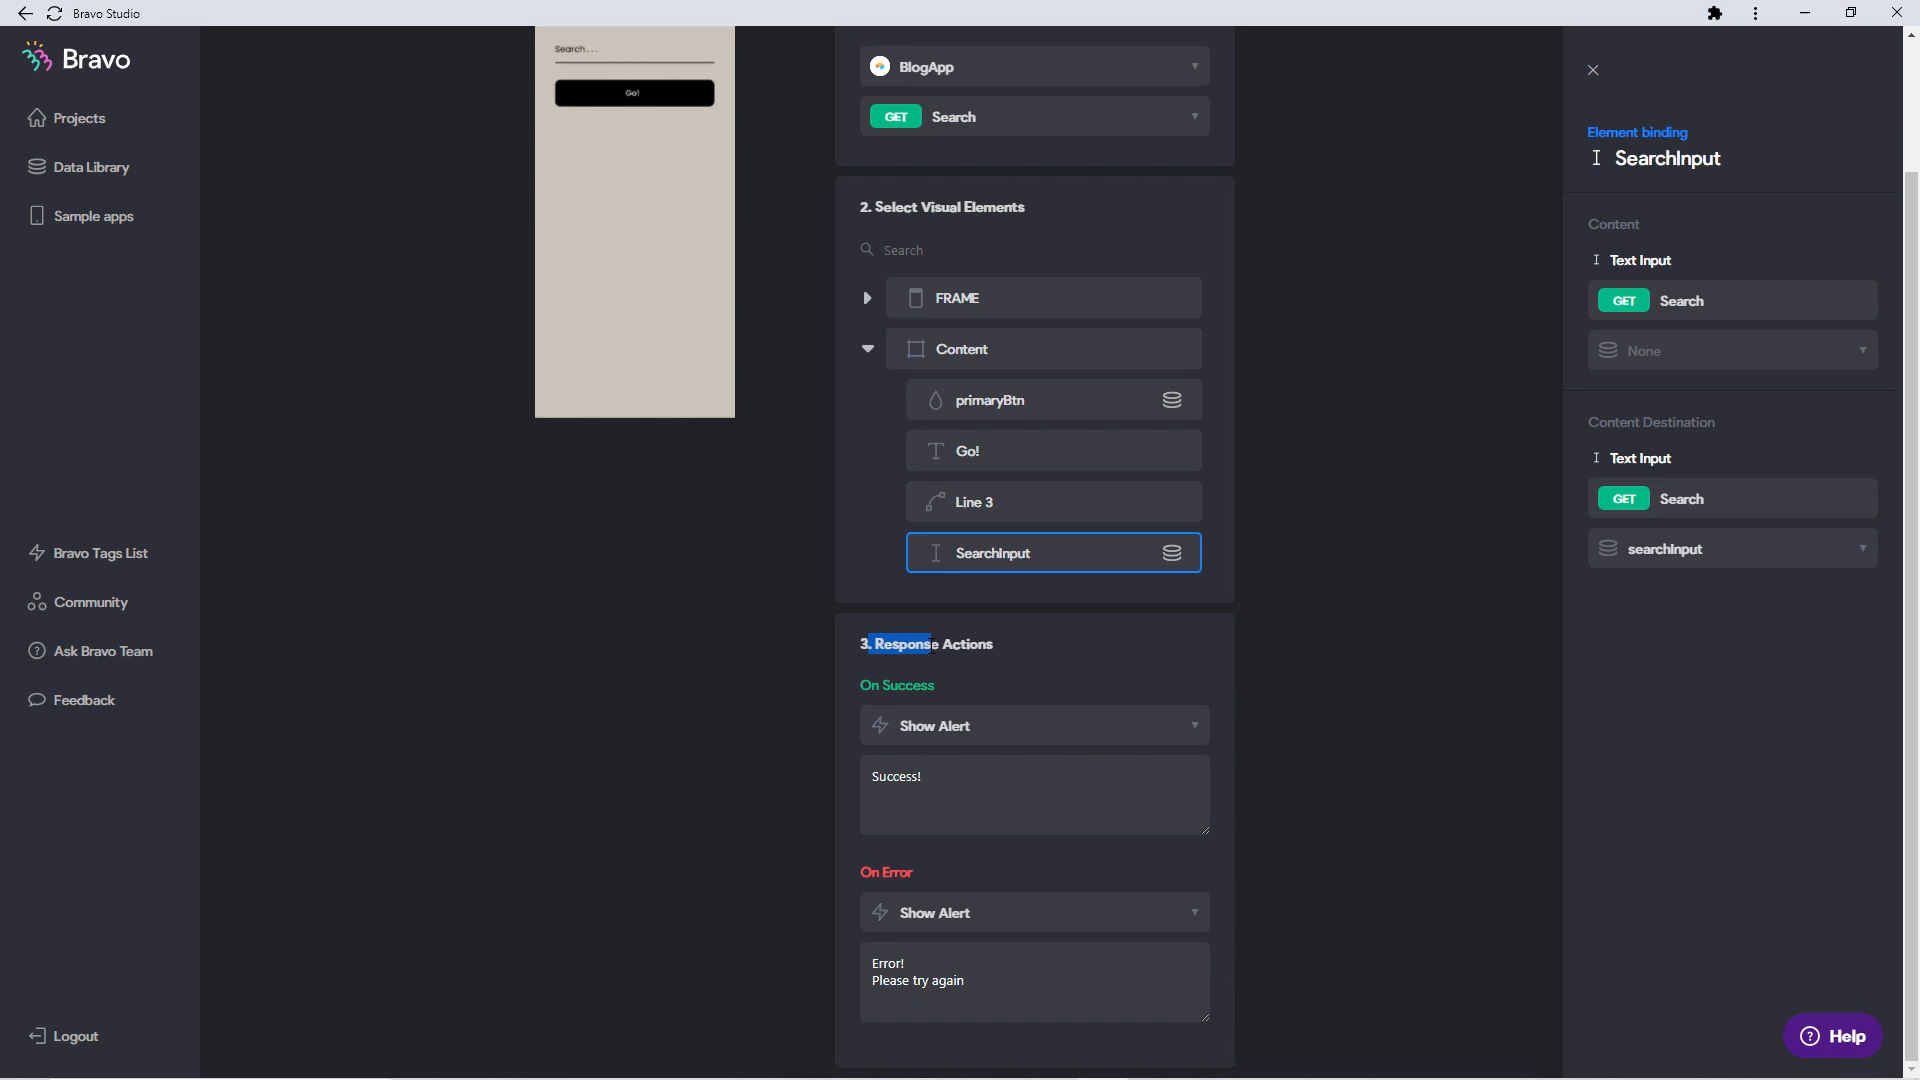 Bravo Studio
Bravo
Projects
Data Library
Sample apps
Bravo Tags List
Community
Ask Bravo Team
Feedback
Logout
Search . . .
Go!
BlogApp
GET Search
2. Select Visual Elements
Search
FRAME
Content
primaryBtn
Go!
Line 3
SearchInput
3. Response Actions
On Success
Show Alert
Success!
On Error
Show Alert
Error!
Please try again
Element binding
SearchInput
Content
Text Input
GET Search
None
Content Destination
Text Input
GET Search
searchInput
Help